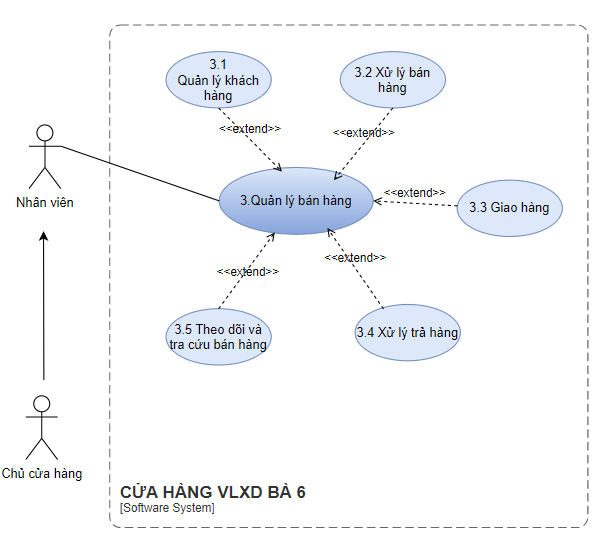 3.1
Quản lý khách
hàng
3.2 Xử lý bán
hàng
<<extend>>
<<extend>>
Nhân viên
3.Quản lý bán hàng
<<extend>>
3.3 Giao hàng
<<extend>>
<<extend>>
3.5 Theo dõi và
tra cứu bán hàng
3.4 Xử lý trả hàng
Chủ cửa hàng
CỬA HÀNG VLXD BÀ 6
[Software System]